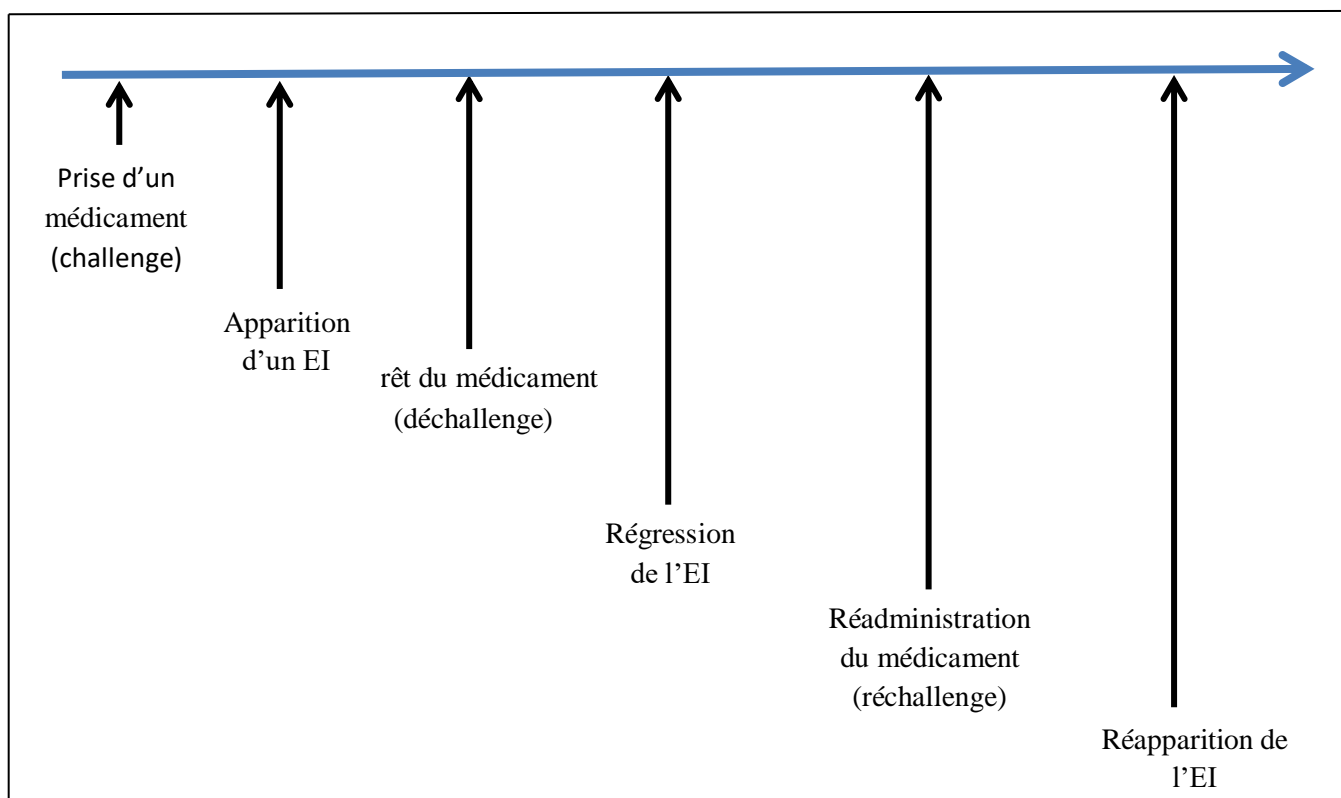 Prise d’un
médicament
(challenge)
Apparition
d’un EI
rêt du médicament
(déchallenge)
Régression
de l’EI
Réadministration
du médicament
(réchallenge)
Réapparition de
l’EI